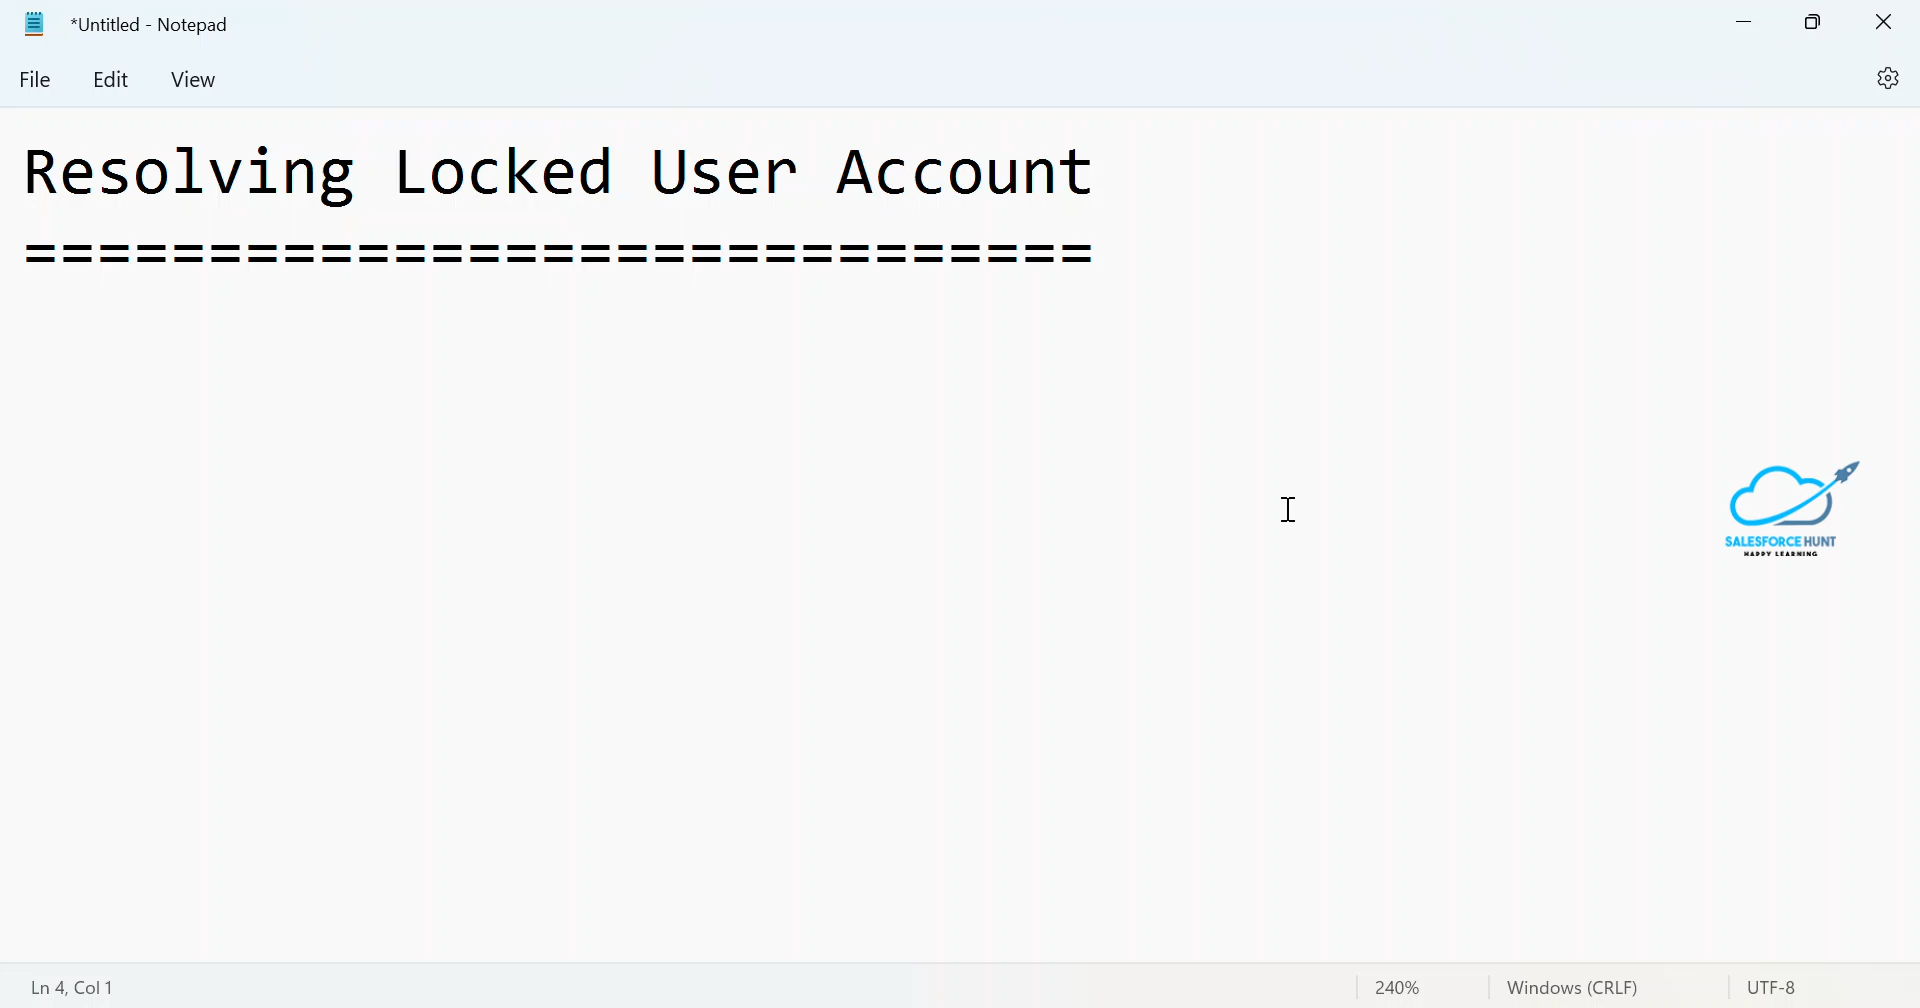 *Untitled - Notepad
File Edit View
Resolving Locked User Account
=============================
SALESFORCE HUNT
HAPPY LEARNING
Ln 4, Col 1 240% Windows (CRLF) UTF-8